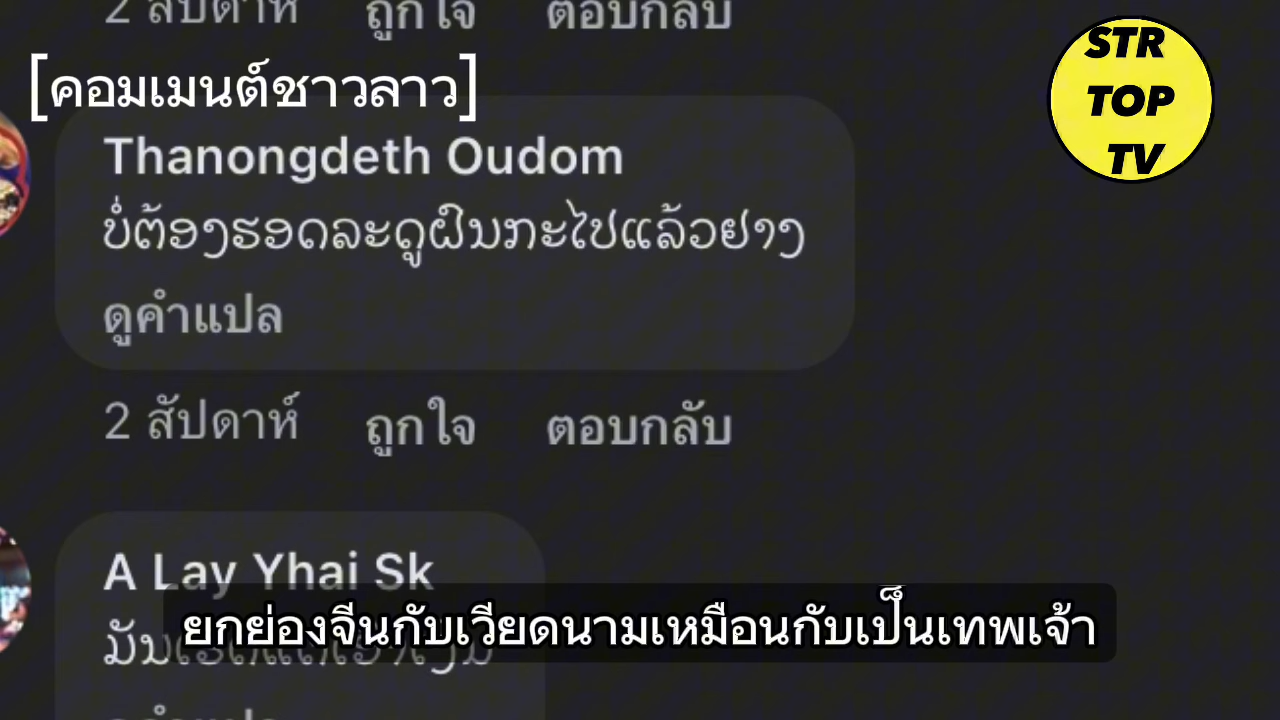 2 สัปดาห์ ถูกใจ ตอบกลับ
[คอมเมนต์ชาวลาว]
STR
TOP
TV
Thanongdeth Oudom
ບໍ່ຕ້ອງຮອດລະດູຝົນກະໄປແລ້ວຢ່າງ
ดูคำแปล
2 สัปดาห์ ถูกใจ ตอบกลับ
A Lay Yhai Sk
ยกย่องจีนกับเวียดนามเหมือนกับเป็นเทพเจ้า
ມັນ